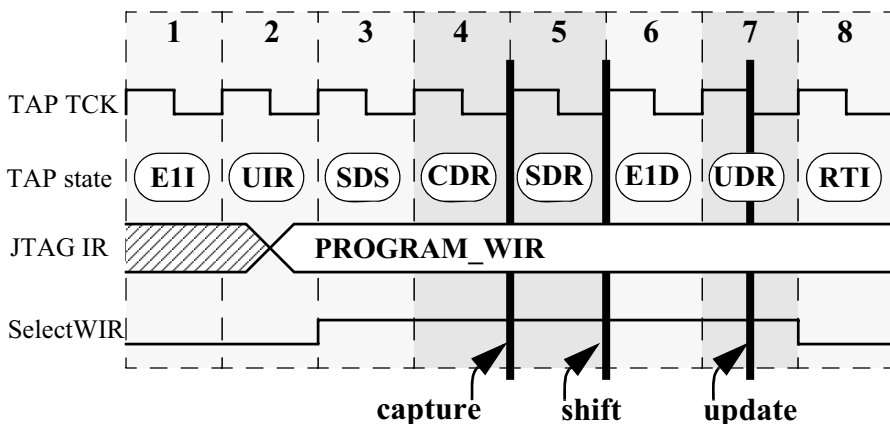 1 2 3 4 5 6 7 8
TAP TCK
TAP state E1I UIR SDS CDR SDR E1D UDR RTI
JTAG IR PROGRAM_WIR
SelectWIR
capture shift update